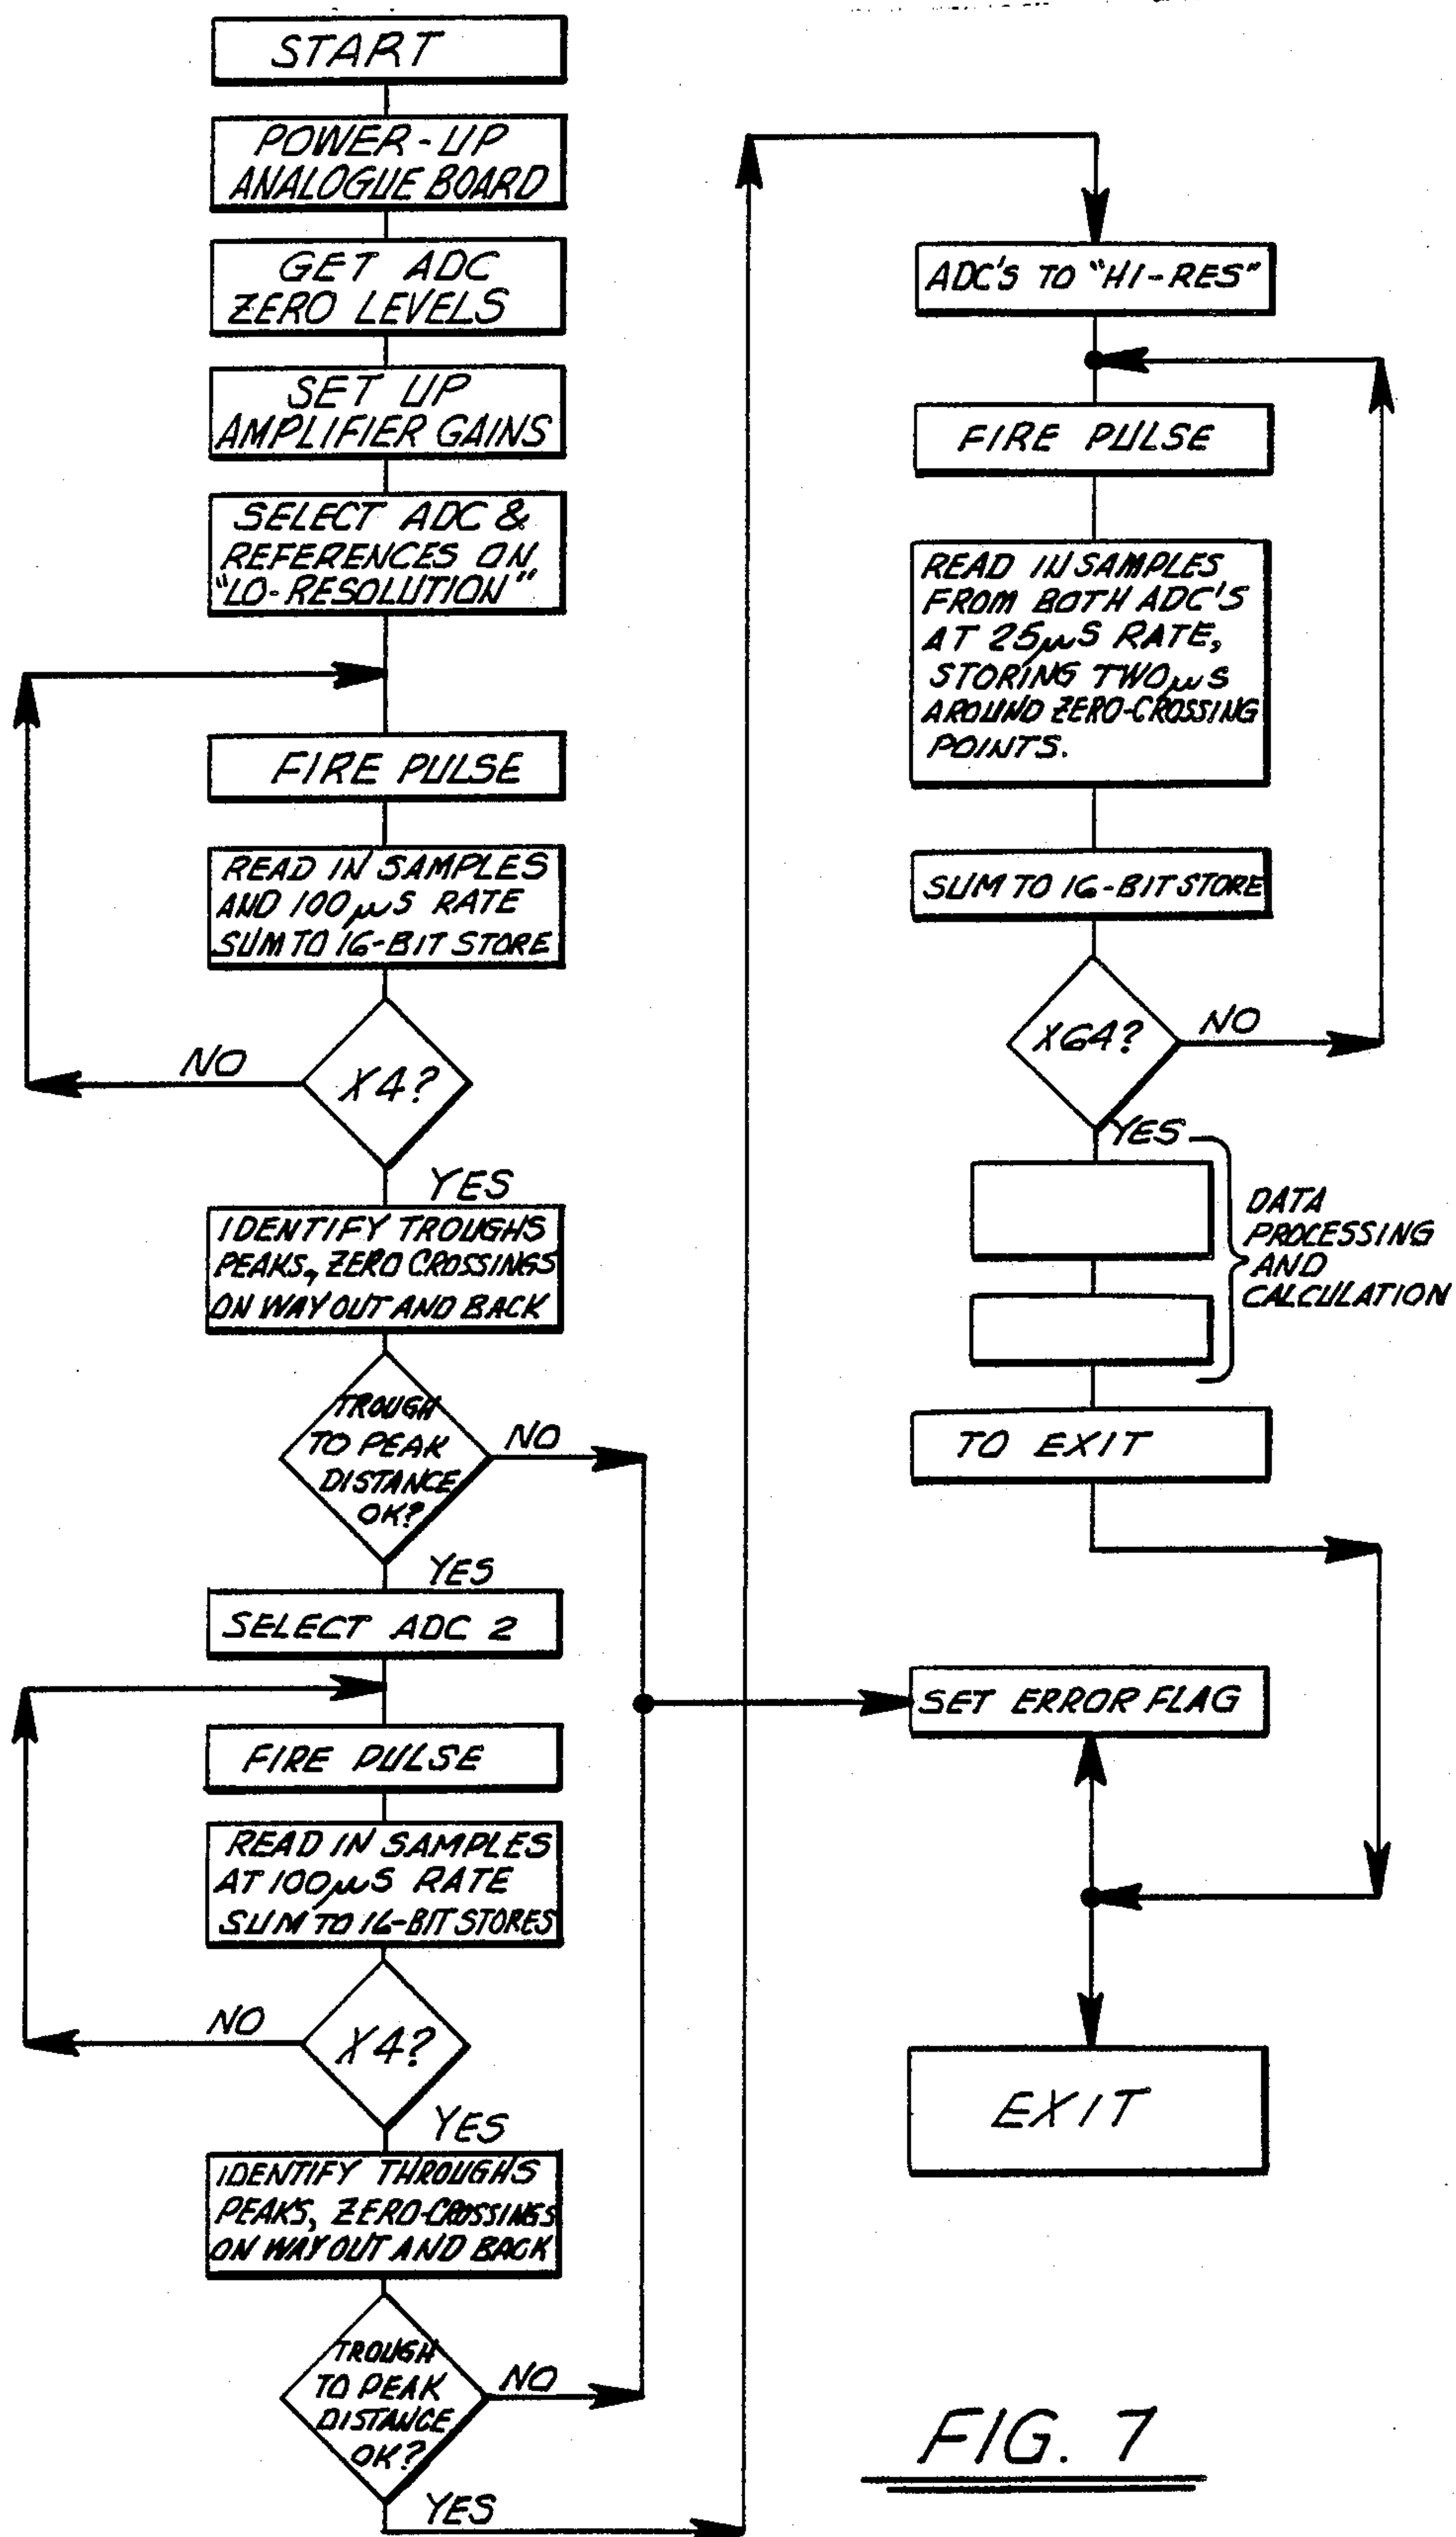 START
POWER-UP
ANALOGUE BOARD
GET ADC
ZERO LEVELS
SET UP
AMPLIFIER GAINS
SELECT ADC &
REFERENCES ON
"LO-RESOLUTION"
FIRE PULSE
READ IN SAMPLES
AND 100µS RATE
SUM TO 16-BIT STORE
X4?
NO
YES
IDENTIFY TROUGHS
PEAKS, ZERO CROSSINGS
ON WAY OUT AND BACK
TROUGH
TO PEAK
DISTANCE
OK?
NO
YES
SELECT ADC 2
FIRE PULSE
READ IN SAMPLES
AT 100µS RATE
SUM TO 16-BIT STORES
X4?
NO
YES
IDENTIFY THROUGHS
PEAKS, ZERO-CROSSINGS
ON WAY OUT AND BACK
TROUGH
TO PEAK
DISTANCE
OK?
NO
YES
ADC'S TO "HI-RES"
FIRE PULSE
READ IN SAMPLES
FROM BOTH ADC'S
AT 25µS RATE,
STORING TWO µS
AROUND ZERO-CROSSING
POINTS.
SUM TO 16-BIT STORE
X64?
NO
YES
DATA
PROCESSING
AND
CALCULATION
TO EXIT
SET ERROR FLAG
EXIT
FIG. 7